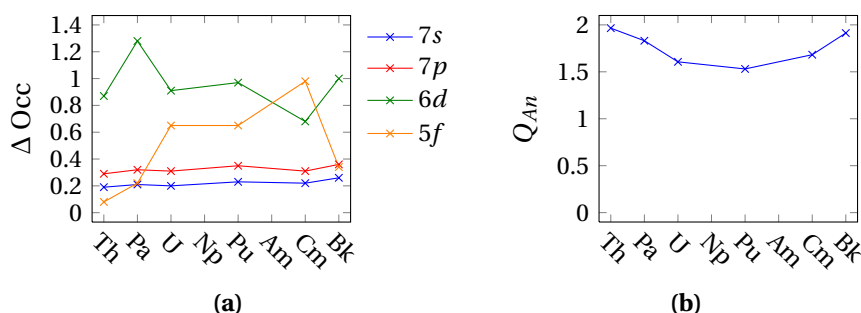 1.4
1.2
1
0.8
0.6
0.4
0.2
0
Δ Occ
Th
Pa
U
Np
Pu
Am
Cm
Bk
7s
7p
6d
5f
(a)
2
1.5
1
0.5
0
Q_An
Th
Pa
U
Np
Pu
Am
Cm
Bk
(b)